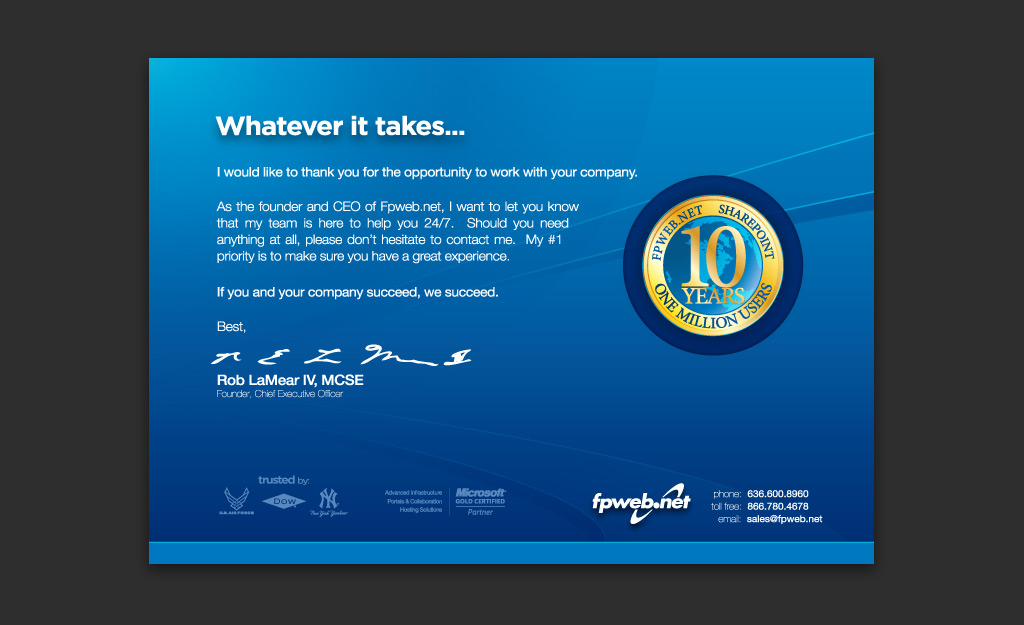 Whatever it takes...
I would like to thank you for the opportunity to work with your company.
As the founder and CEO of Fpweb.net, I want to let you know
that my team is here to help you 24/7. Should you need
anything at all, please don't hesitate to contact me. My #1
priority is to make sure you have a great experience.
If you and your company succeed, we succeed.
Best,
Rob LaMear IV, MCSE
Founder, Chief Executive Officer
FPWEB.NET SHAREPOINT
10
YEARS
ONE MILLION USERS
trusted by:
U.S. AIR FORCE
DOW
NY
New York Yankees
Advanced Infrastructure
Portals & Collaboration
Hosting Solutions
Microsoft
GOLD CERTIFIED
Partner
fpweb.net
phone: 636.600.8960
toll free: 866.780.4678
email: sales@fpweb.net